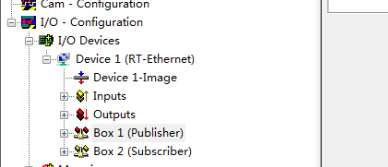 Cam - Configuration
I/O - Configuration
I/O Devices
Device 1 (RT-Ethernet)
Device 1-Image
Inputs
Outputs
Box 1 (Publisher)
Box 2 (Subscriber)